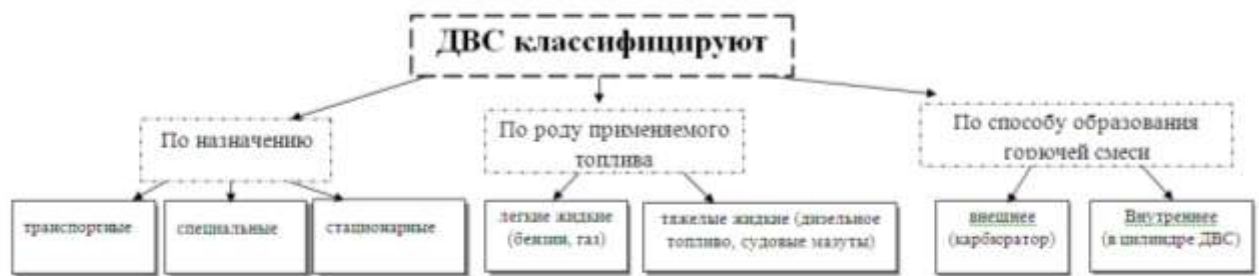 ДВС классифицируют
По назначению
По роду применяемого
топлива
По способу образования
горючей смеси
транспортные
специальные
стационарные
легкие жидкие
(бензин, газ)
тяжелые жидкие (дизельное
топливо, судовые мазуты)
внешнее
(карбюратор)
Внутреннее
(в цилиндре ДВС)